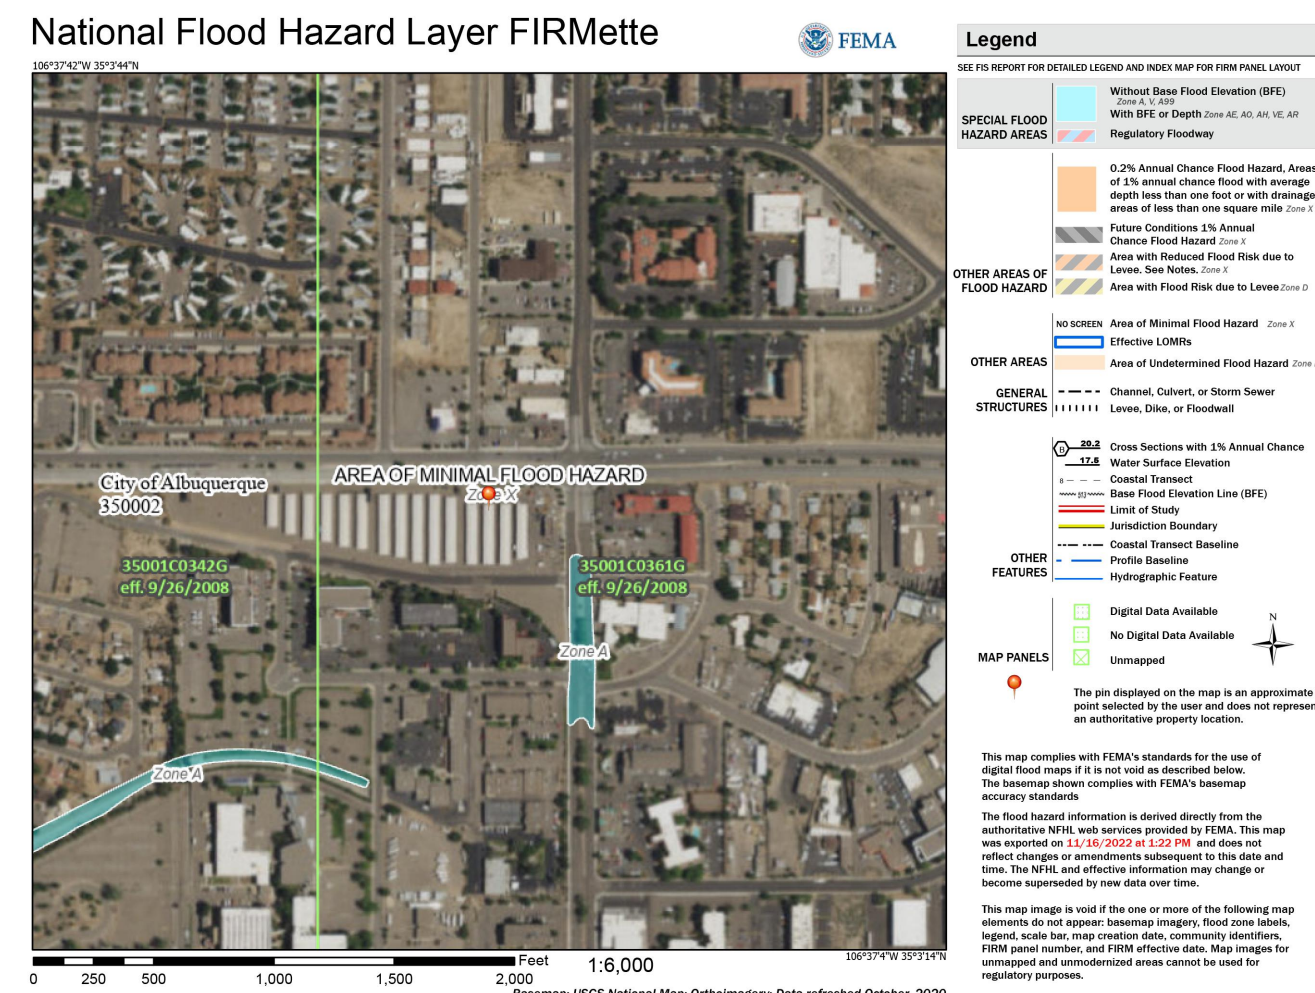 National Flood Hazard Layer FIRMette
FEMA
106°37'42"W 35°3'44"N
City of Albuquerque
350002
AREA OF MINIMAL FLOOD HAZARD
Zone X
35001C0342G
eff. 9/26/2008
35001C0361G
eff. 9/26/2008
Zone A
Zone A
106°37'4"W 35°3'14"N
0 250 500 1,000 1,500 2,000
Feet
1:6,000
Basemap: USGS National Map: Orthoimagery: Data refreshed October, 2020
Legend
SEE FIS REPORT FOR DETAILED LEGEND AND INDEX MAP FOR FIRM PANEL LAYOUT
SPECIAL FLOOD
HAZARD AREAS
Without Base Flood Elevation (BFE)
Zone A, V, A99
With BFE or Depth Zone AE, AO, AH, VE, AR
Regulatory Floodway
0.2% Annual Chance Flood Hazard, Areas
of 1% annual chance flood with average
depth less than one foot or with drainage
areas of less than one square mile Zone X
Future Conditions 1% Annual
Chance Flood Hazard Zone X
OTHER AREAS OF
FLOOD HAZARD
Area with Reduced Flood Risk due to
Levee. See Notes. Zone X
Area with Flood Risk due to Levee Zone D
NO SCREEN Area of Minimal Flood Hazard Zone X
Effective LOMRs
OTHER AREAS
Area of Undetermined Flood Hazard Zone
GENERAL
STRUCTURES
Channel, Culvert, or Storm Sewer
Levee, Dike, or Floodwall
B 20.2 Cross Sections with 1% Annual Chance
17.5 Water Surface Elevation
8 Coastal Transect
513 Base Flood Elevation Line (BFE)
Limit of Study
Jurisdiction Boundary
Coastal Transect Baseline
OTHER
FEATURES
Profile Baseline
Hydrographic Feature
Digital Data Available
No Digital Data Available
MAP PANELS
Unmapped
N
The pin displayed on the map is an approximate
point selected by the user and does not represen
an authoritative property location.
This map complies with FEMA's standards for the use of
digital flood maps if it is not void as described below.
The basemap shown complies with FEMA's basemap
accuracy standards
The flood hazard information is derived directly from the
authoritative NFHL web services provided by FEMA. This map
was exported on 11/16/2022 at 1:22 PM and does not
reflect changes or amendments subsequent to this date and
time. The NFHL and effective information may change or
become superseded by new data over time.
This map image is void if the one or more of the following map
elements do not appear: basemap imagery, flood zone labels,
legend, scale bar, map creation date, community identifiers,
FIRM panel number, and FIRM effective date. Map images for
unmapped and unmodernized areas cannot be used for
regulatory purposes.